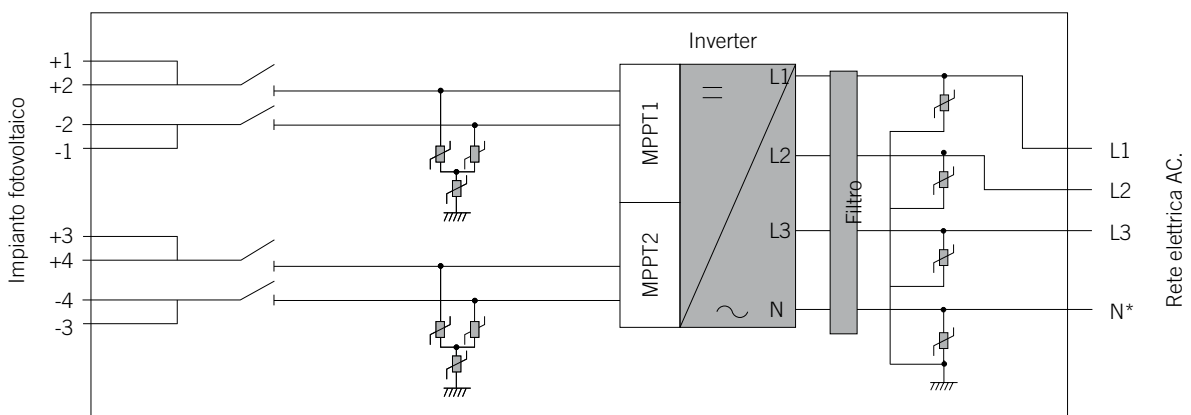 Inverter
Impianto fotovoltaico
+1
+2
-2
-1
+3
+4
-4
-3
MPPT1
MPPT2
L1
L2
L3
N
Filtro
L1
L2
L3
N*
Rete elettrica AC.